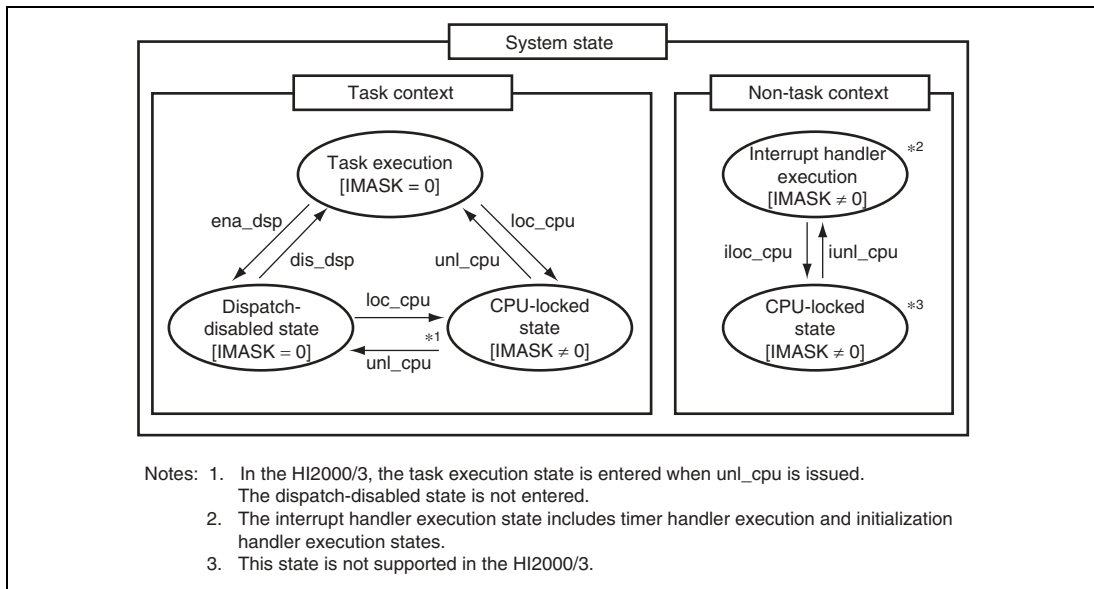 System state
Task context
Non-task context
Task execution
[IMASK = 0]
ena_dsp
dis_dsp
loc_cpu
unl_cpu
Dispatch-
disabled state
[IMASK = 0]
loc_cpu
*1
unl_cpu
CPU-locked
state
[IMASK ≠ 0]
Interrupt handler
execution
[IMASK ≠ 0]
*2
iloc_cpu
iunl_cpu
CPU-locked
state
[IMASK ≠ 0]
*3
Notes: 1. In the HI2000/3, the task execution state is entered when unl_cpu is issued.
The dispatch-disabled state is not entered.
2. The interrupt handler execution state includes timer handler execution and initialization
handler execution states.
3. This state is not supported in the HI2000/3.